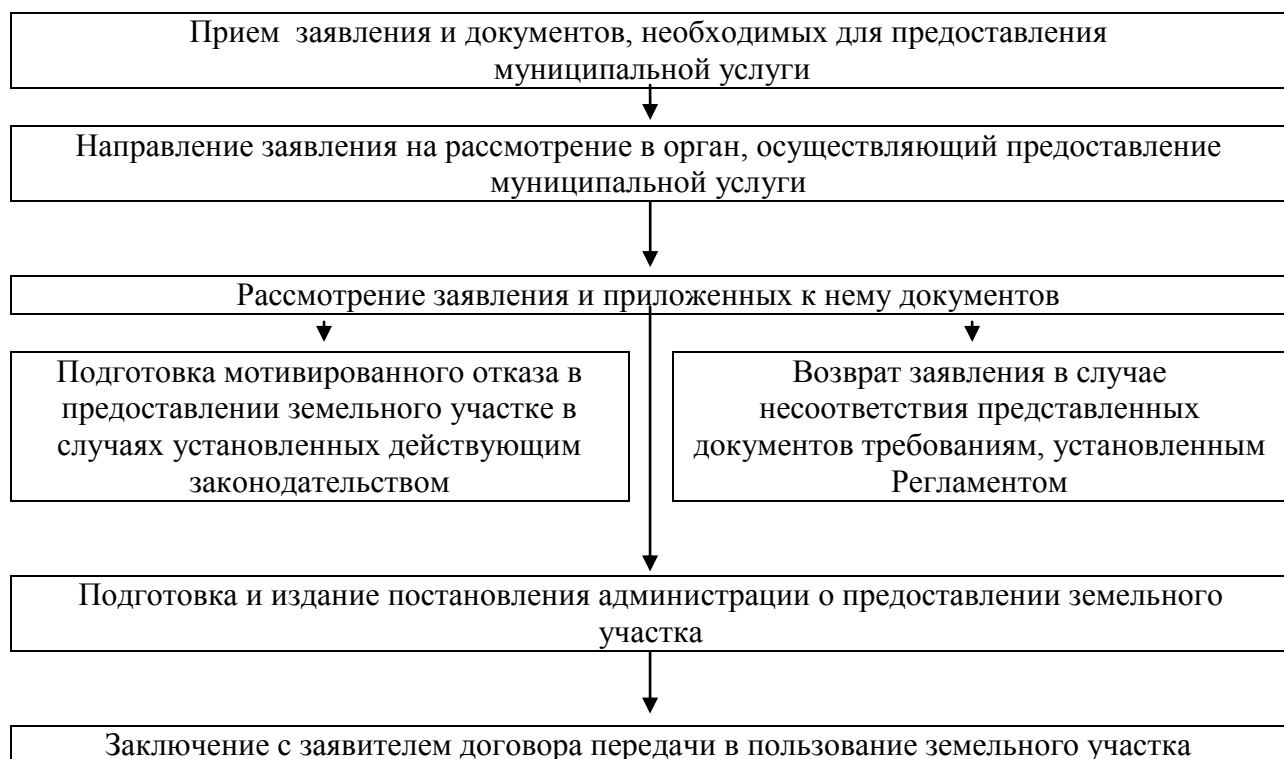 Прием  заявления и документов, необходимых для предоставления
муниципальной услуги
Направление заявления на рассмотрение в орган, осуществляющий предоставление
муниципальной услуги
Рассмотрение заявления и приложенных к нему документов
Подготовка мотивированного отказа в
предоставлении земельного участке в
случаях установленных действующим
законодательством
Возврат заявления в случае
несоответствия представленных
документов требованиям, установленным
Регламентом
Подготовка и издание постановления администрации о предоставлении земельного
участка
Заключение с заявителем договора передачи в пользование земельного участка